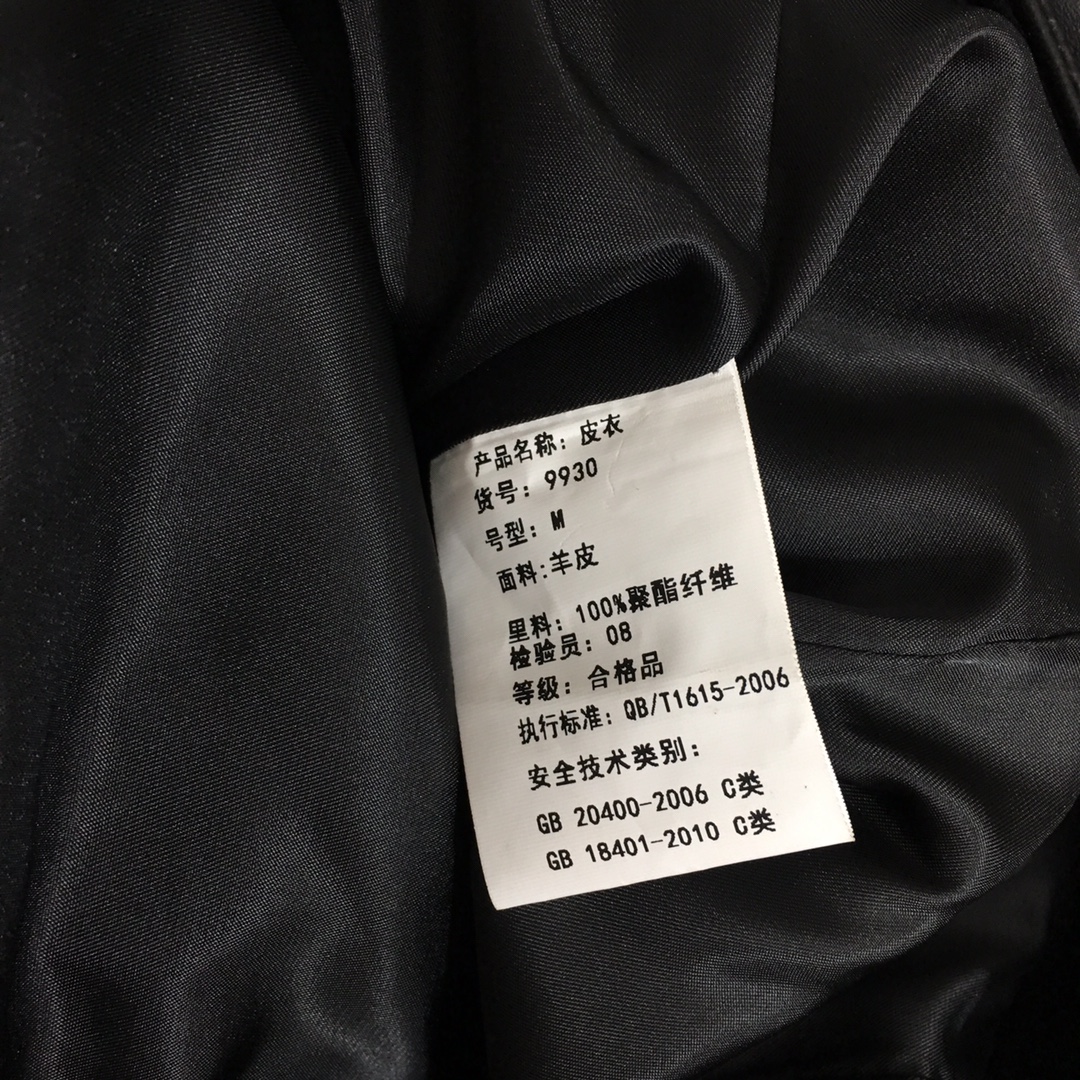 产品名称：皮衣
货号：9930
号型：M
面料:羊皮
里料：100%聚酯纤维
检验员：08
等级：合格品
执行标准：QB/T1615-2006
安全技术类别：
GB 20400-2006 C类
GB 18401-2010 C类